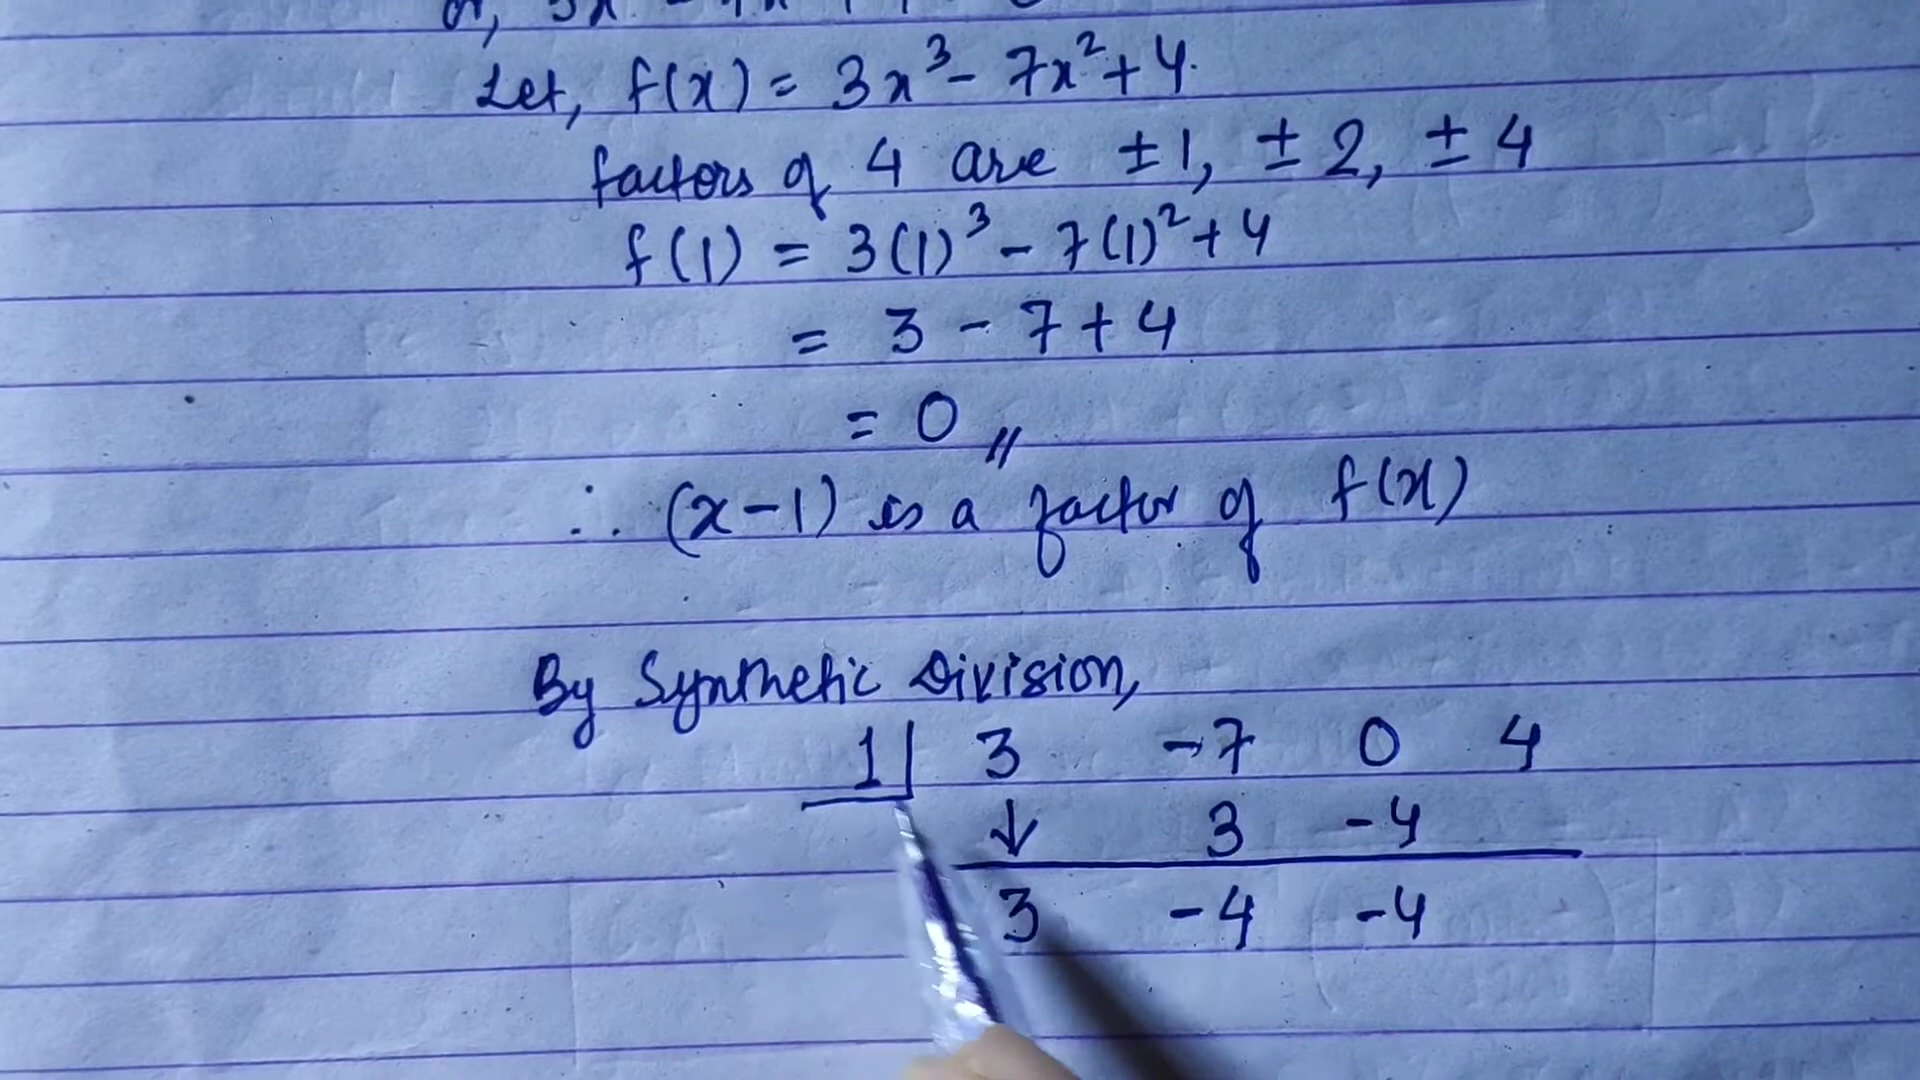 Let, f(x) = 3x³ - 7x² + 4.
factors of 4 are ±1, ±2, ±4
f(1) = 3(1)³ - 7(1)² + 4
= 3 - 7 + 4
= 0 //
∴ (x-1) is a factor of f(x)
By Synthetic Division,
1| 3 -7 0 4
↓ 3 -4
3 -4 -4